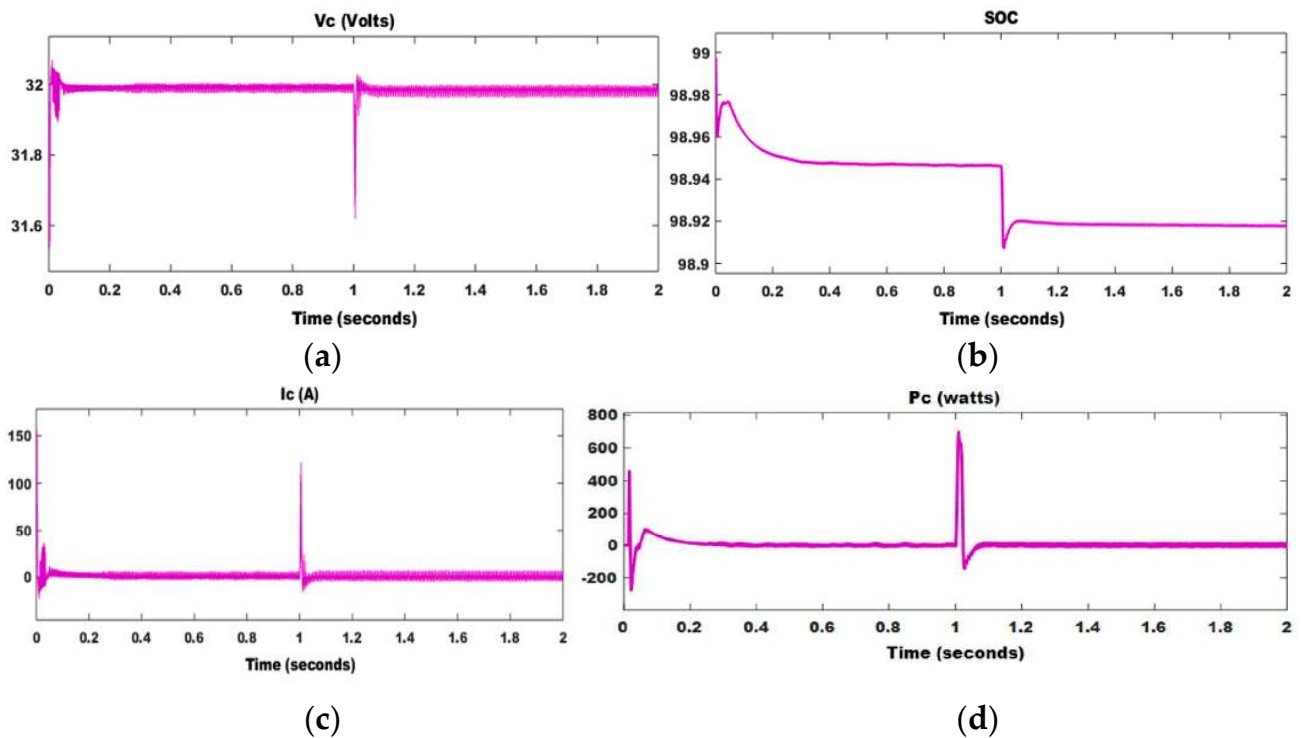 Vc (Volts)
32
31.8
31.6
0 0.2 0.4 0.6 0.8 1 1.2 1.4 1.6 1.8 2
Time (seconds)
(a)
SOC
99
98.98
98.96
98.94
98.92
98.9
0 0.2 0.4 0.6 0.8 1 1.2 1.4 1.6 1.8 2
Time (seconds)
(b)
Ic (A)
150
100
50
0
0 0.2 0.4 0.6 0.8 1 1.2 1.4 1.6 1.8 2
Time (seconds)
(c)
Pc (watts)
800
600
400
200
0
-200
0 0.2 0.4 0.6 0.8 1 1.2 1.4 1.6 1.8 2
Time (seconds)
(d)